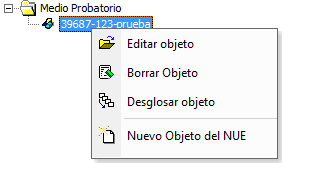 Medio Probatorio
39687-123-prueba
Editar objeto
Borrar Objeto
Desglosar objeto
Nuevo Objeto del NUE